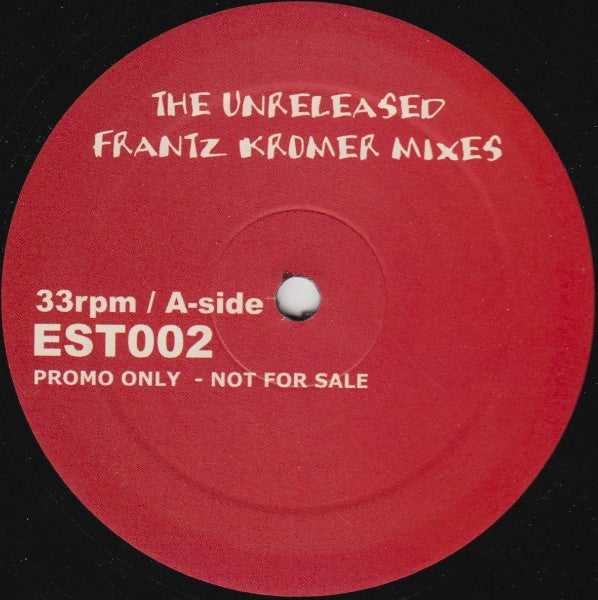 THE UNRELEASED
FRANTZ KROMER MIXES
33rpm / A-side
EST002
PROMO ONLY - NOT FOR SALE